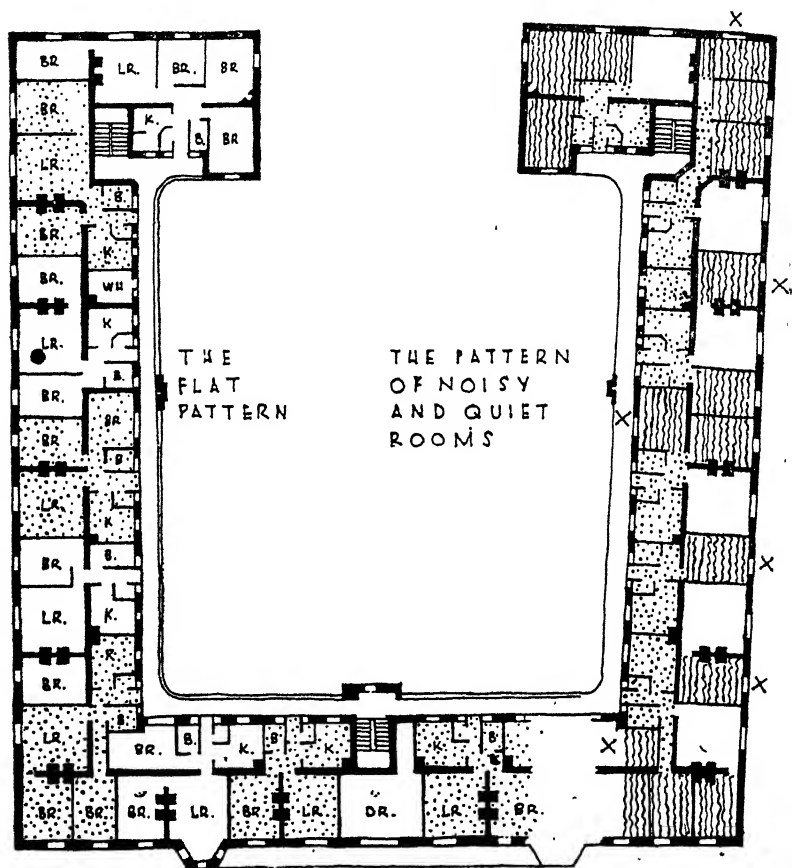 X
BR LR. BR. BR
BR K. B. BR
LR B.
BR K
BR. WH X
LR. K
THE THE PATTERN
FLAT OF NOISY
PATTERN AND QUIET
ROOMS
BR. B. X
BR BR
B
LR. K
BR B. X
LR. K.
BR. X
LR B
BR. B. K B K K B. X
BR BR BR. LR. BR LR. DR. LR BR.